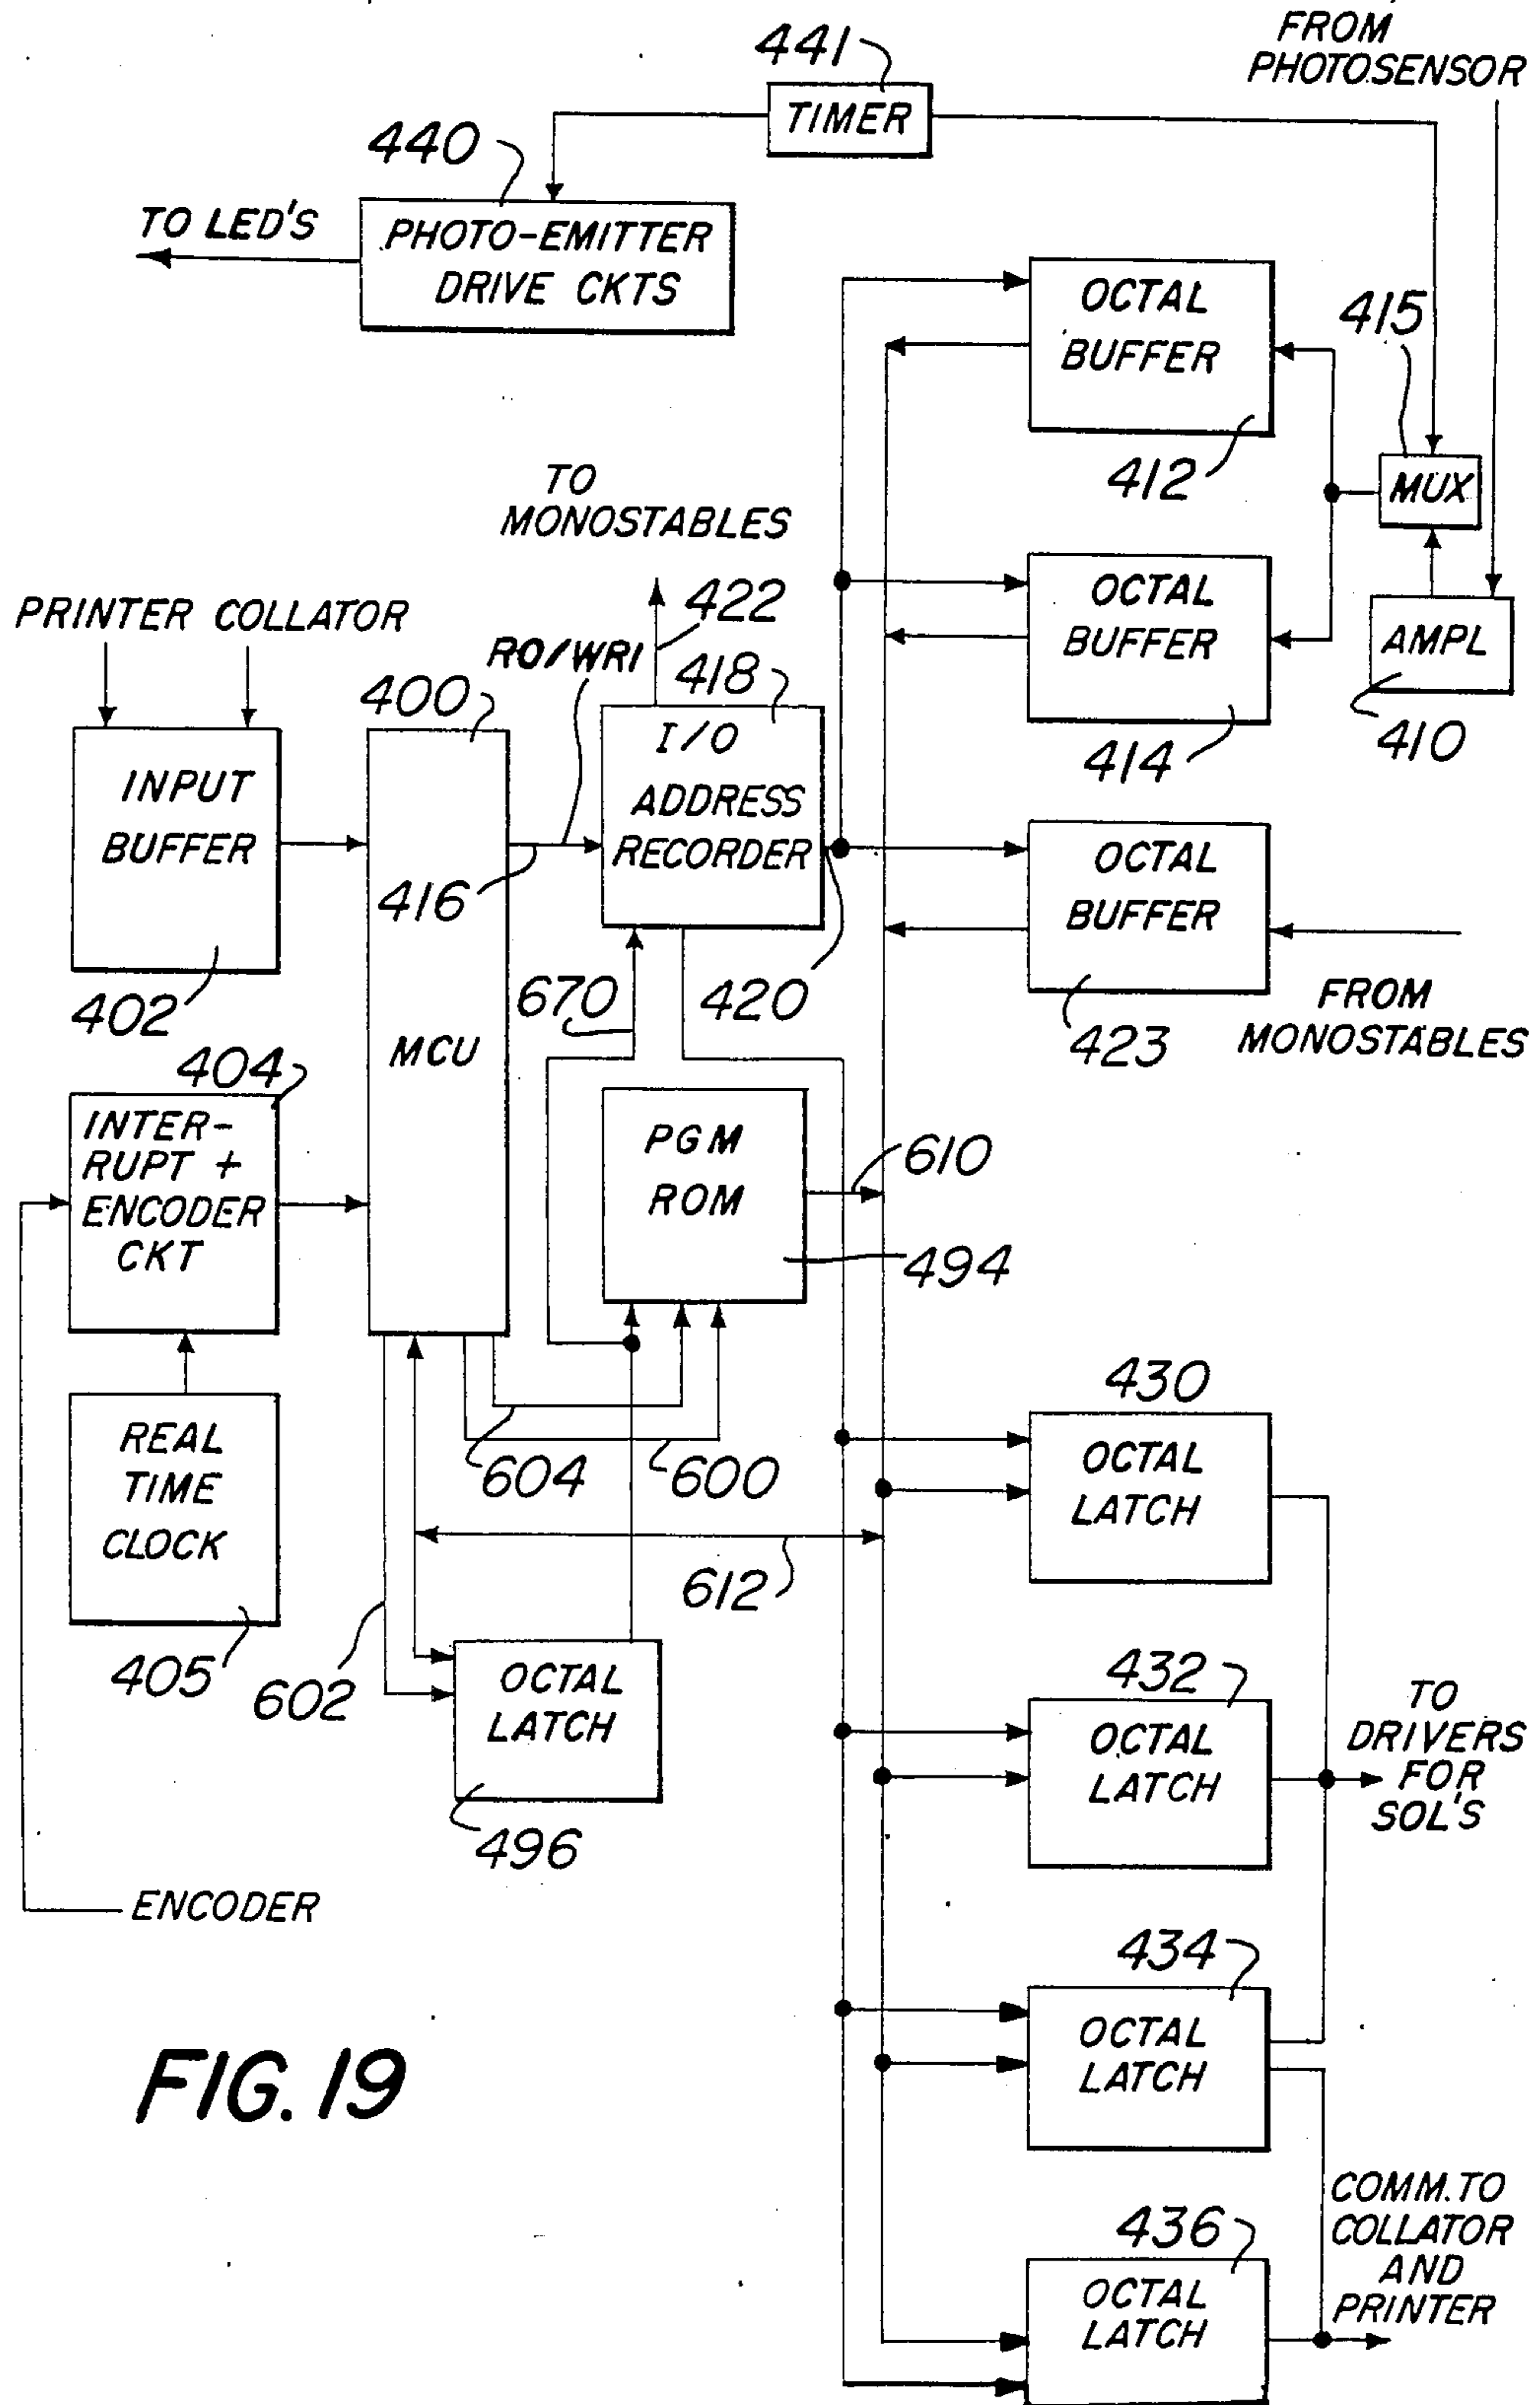 FROM
PHOTOSENSOR
441
TIMER
440
TO LED'S
PHOTO-EMITTER
DRIVE CKTS
OCTAL
BUFFER
412
415
MUX
TO
MONOSTABLES
422
OCTAL
BUFFER
414
AMPL
410
PRINTER COLLATOR
RO/WRI
418
400
INPUT
BUFFER
402
416
I/O
ADDRESS
RECORDER
420
670
OCTAL
BUFFER
423
FROM
MONOSTABLES
MCU
404
INTER-
RUPT +
ENCODER
CKT
PGM
ROM
610
494
REAL
TIME
CLOCK
405
604
600
602
612
430
OCTAL
LATCH
OCTAL
LATCH
496
432
OCTAL
LATCH
TO
DRIVERS
FOR
SOL'S
ENCODER
434
OCTAL
LATCH
FIG. 19
436
OCTAL
LATCH
COMM. TO
COLLATOR
AND
PRINTER